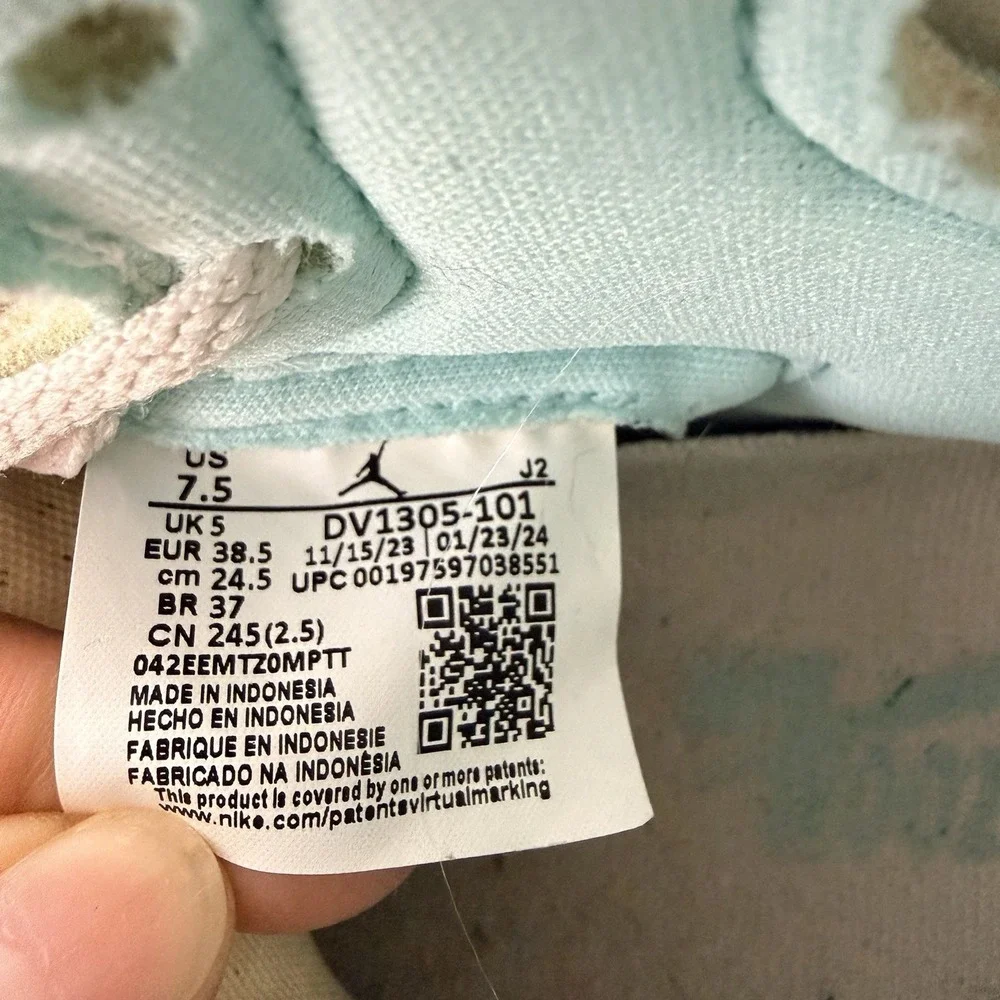 US
7.5
J2
UK 5
EUR 38.5
cm 24.5
BR 37
CN 245(2.5)
DV1305-101
11/15/23 | 01/23/24
UPC 00197597038551
042EEMTZ0MPTT
MADE IN INDONESIA
HECHO EN INDONESIA
FABRIQUE EN INDONESIE
FABRICADO NA INDONÉSIA
This product is covered by one or more patents:
www.nike.com/patentsvirtualmarking